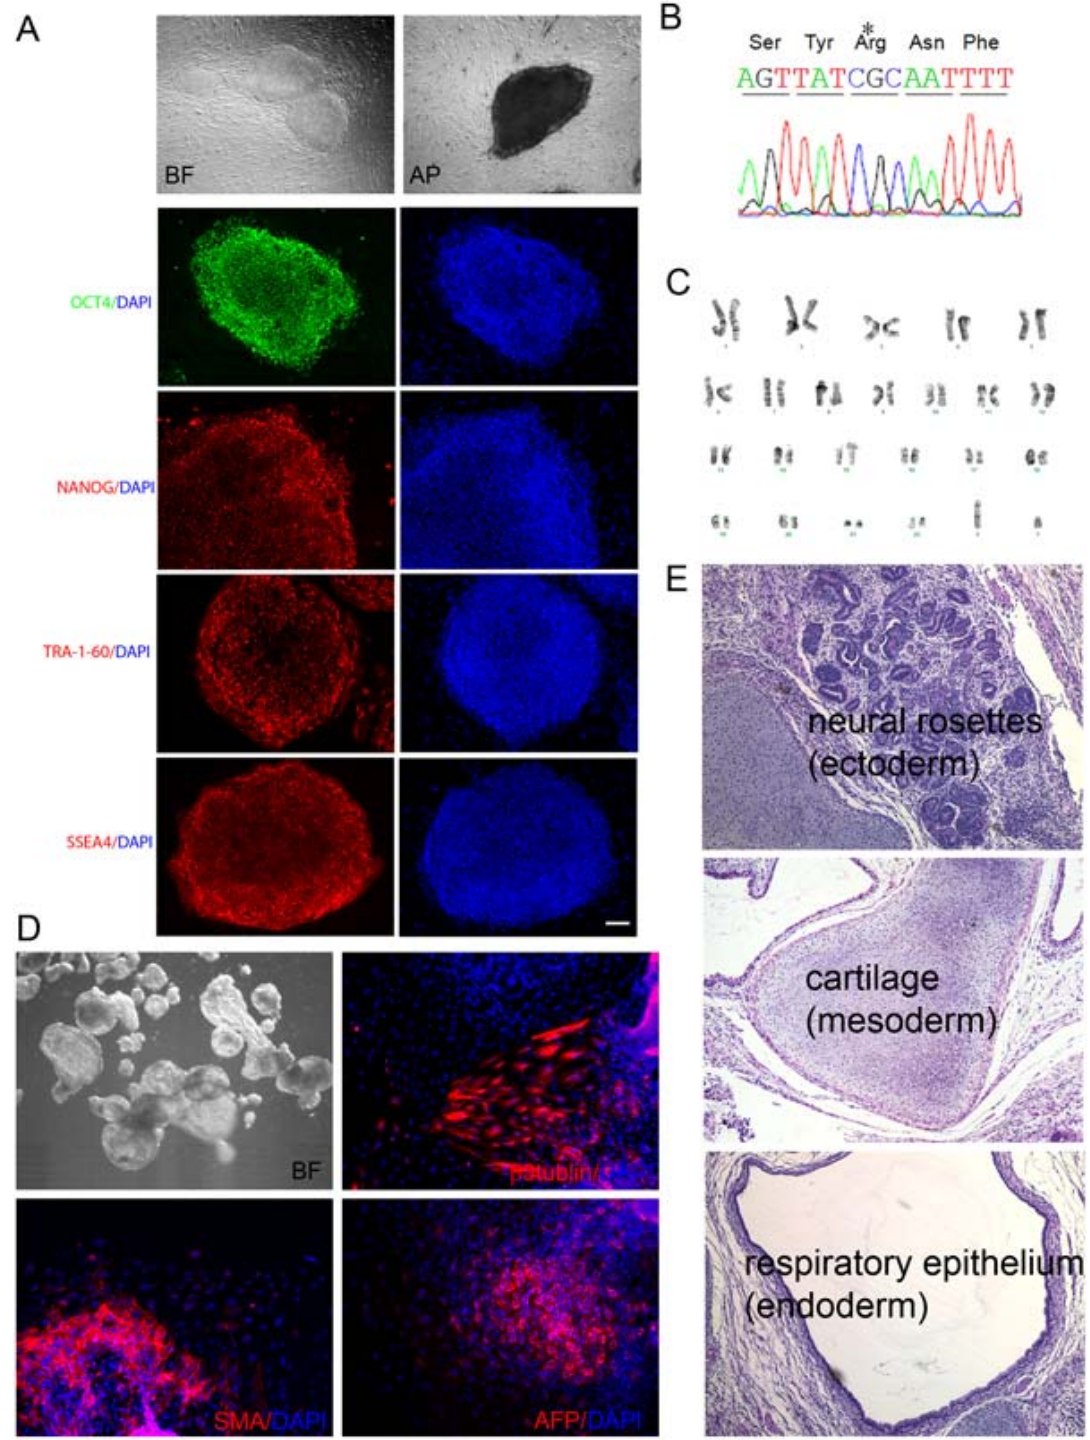 A
BF
AP
OCT4/DAPI
NANOG/DAPI
TRA-1-60/DAPI
SSEA4/DAPI
B
*
Ser Tyr Arg Asn Phe
AGTTATCGCAATTTT
C
D
BF
β3tublin/
SMA/DAPI
AFP/DAPI
E
neural rosettes
(ectoderm)
cartilage
(mesoderm)
respiratory epithelium
(endoderm)